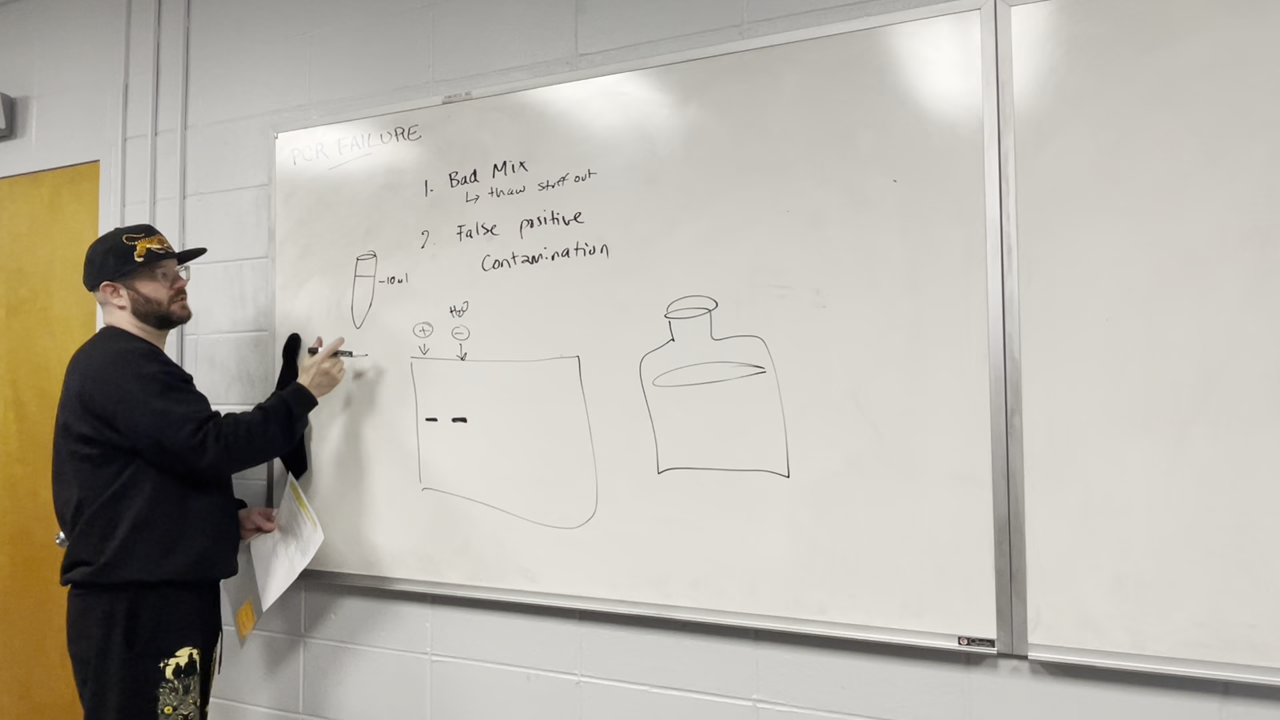 PCR FAILURE
1. Bad Mix
↳ thaw stuff out
2. False positive
Contamination
-10ul
H2O
+
-